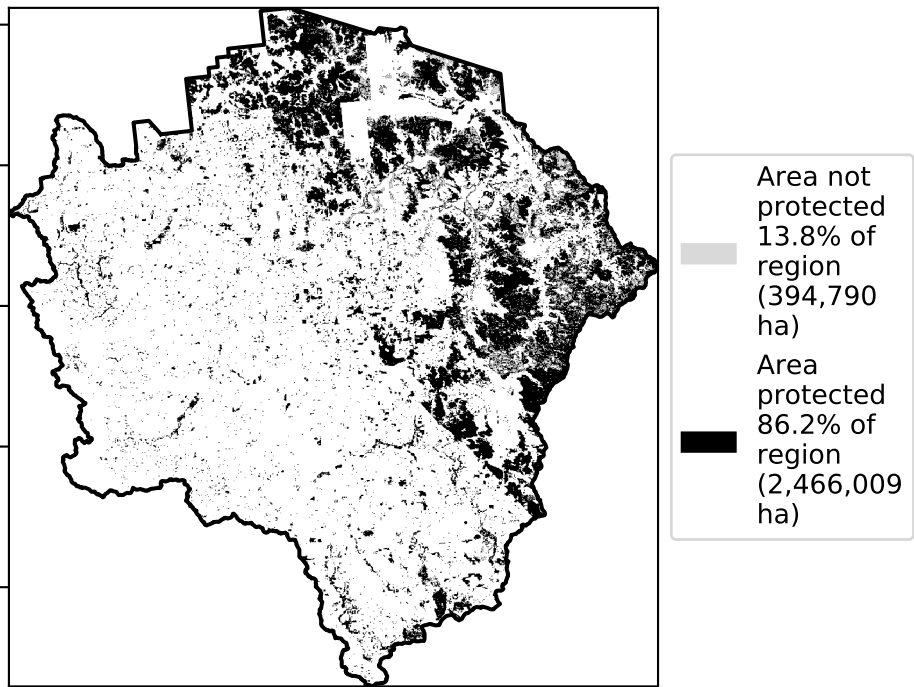 Area not
protected
13.8% of
region
(394,790
ha)
Area
protected
86.2% of
region
(2,466,009
ha)